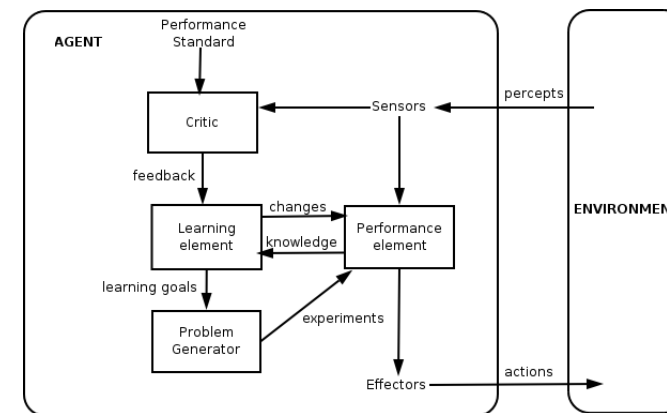 Performance
Standard
AGENT
percepts
Sensors
Critic
feedback
changes
ENVIRONMEN
Learning
element
Performance
element
knowledge
learning goals
experiments
Problem
Generator
actions
Effectors